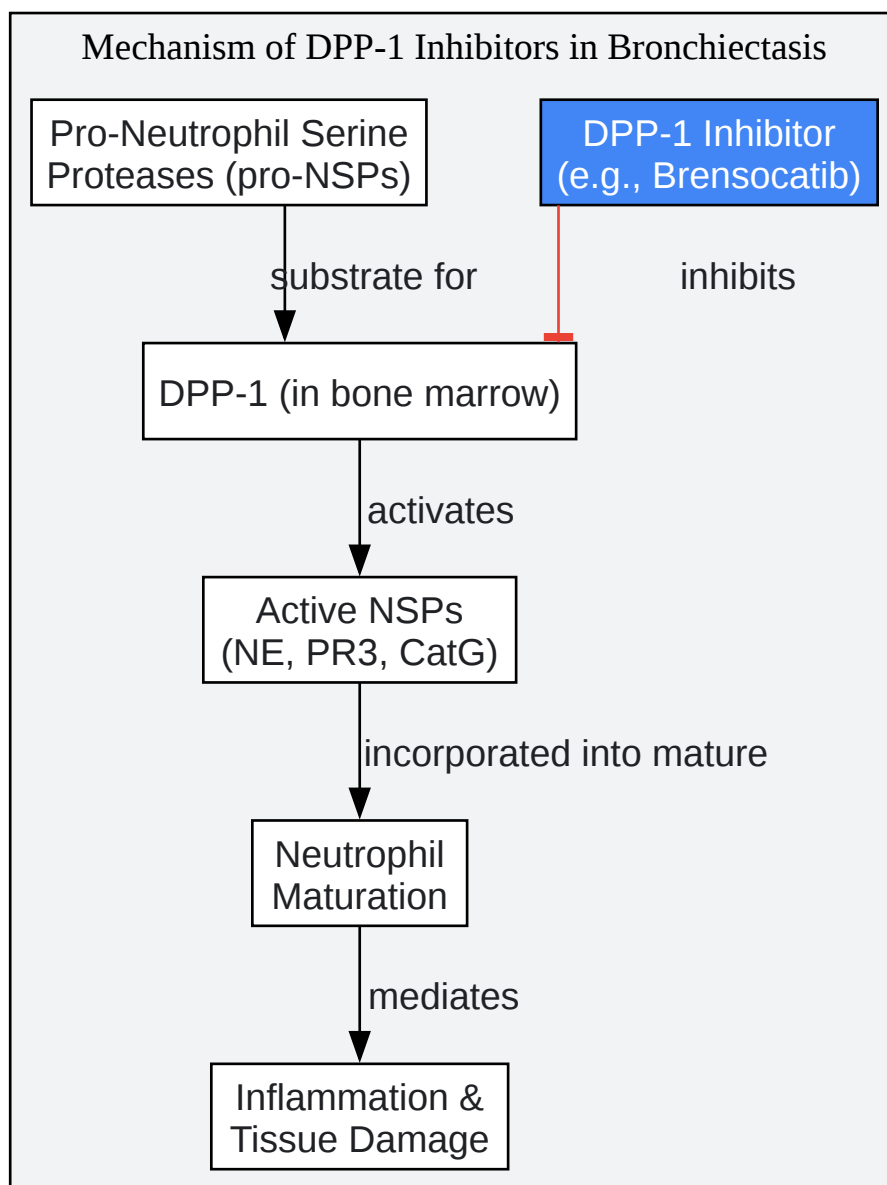 Mechanism of DPP-1 Inhibitors in Bronchiectasis
Pro-Neutrophil Serine
Proteases (pro-NSPs)
DPP-1 Inhibitor
(e.g., Brensocatib)
substrate for
inhibits
DPP-1 (in bone marrow)
activates
Active NSPs
(NE, PR3, CatG)
incorporated into mature
Neutrophil
Maturation
mediates
Inflammation &
Tissue Damage